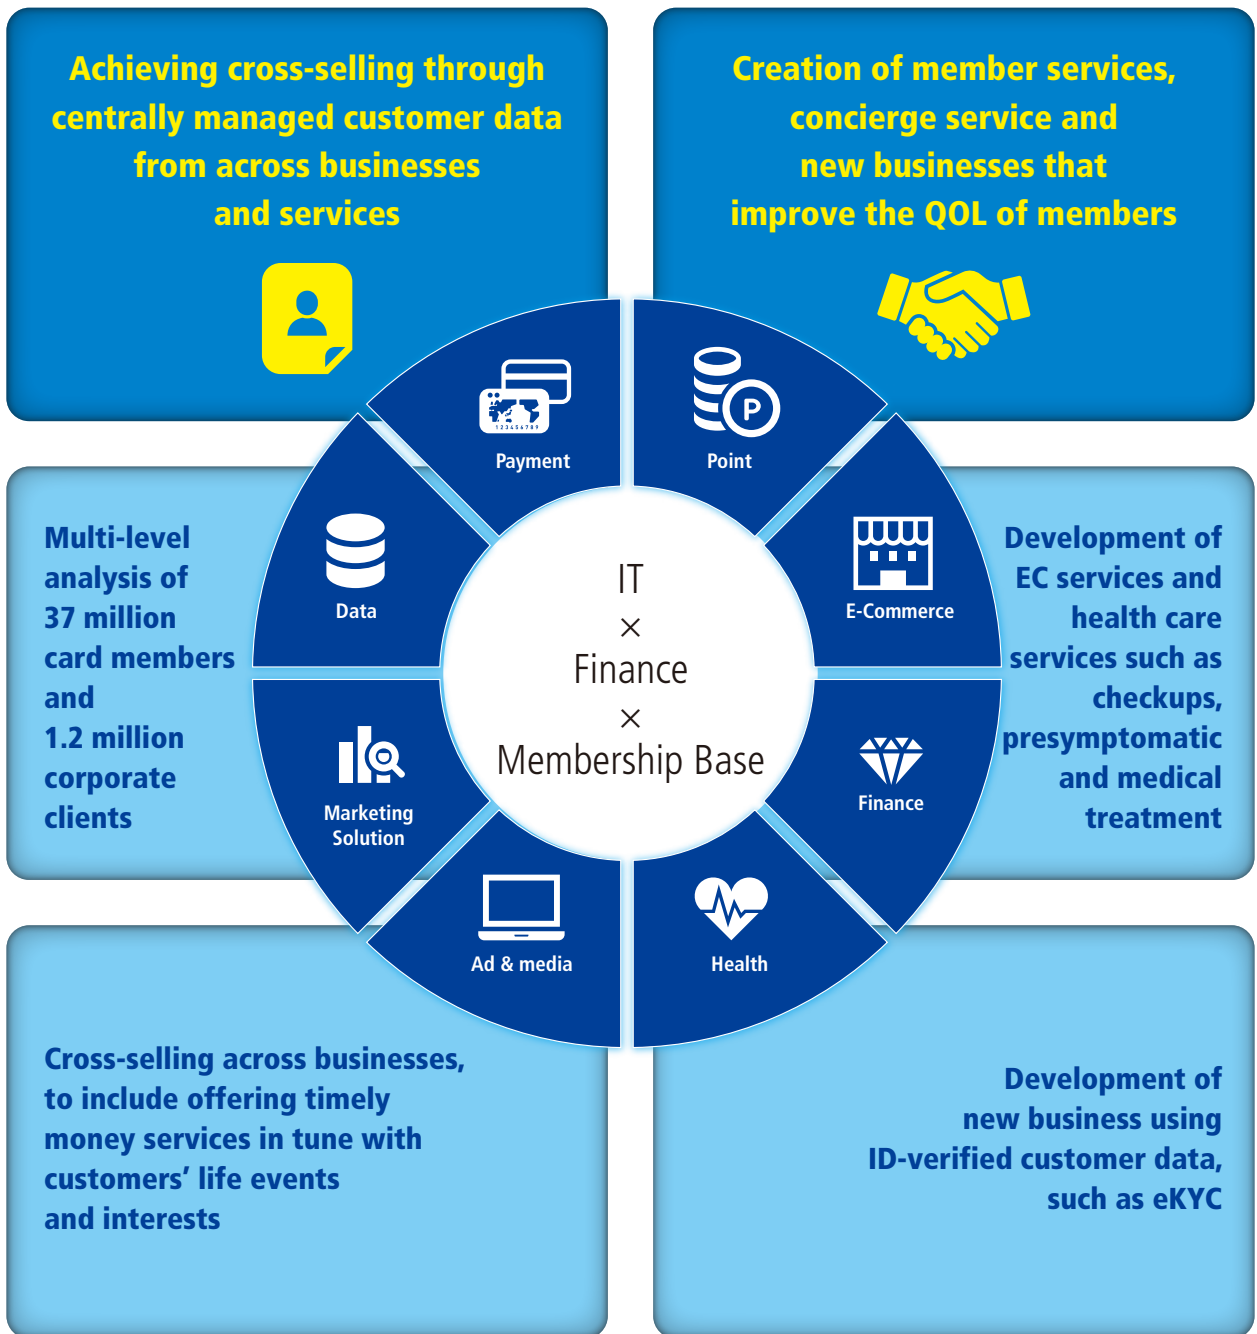 Achieving cross-selling through
centrally managed customer data
from across businesses
and services
Creation of member services,
concierge service and
new businesses that
improve the QOL of members
Payment
123456789
Point
P
Data
E-Commerce
Multi-level
analysis of
37 million
card members
and
1.2 million
corporate
clients
IT
×
Finance
×
Membership Base
Development of
EC services and
health care
services such as
checkups,
presymptomatic
and medical
treatment
Marketing
Solution
Finance
Ad & media
Health
Cross-selling across businesses,
to include offering timely
money services in tune with
customers’ life events
and interests
Development of
new business using
ID-verified customer data,
such as eKYC